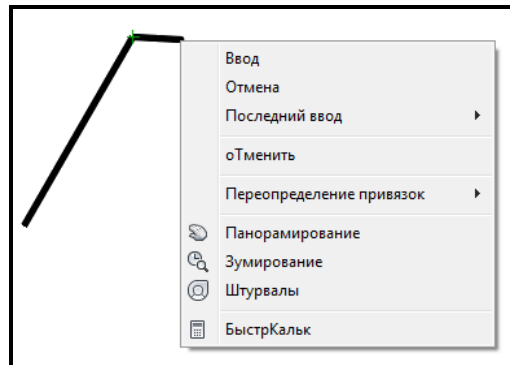 Ввод
Отмена
Последний ввод
оТменить
Переопределение привязок
Панорамирование
Зумирование
Штурвалы
БыстрКальк